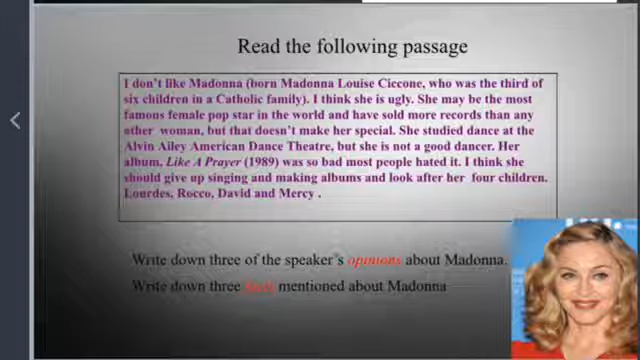 Read the following passage
I don't like Madonna (born Madonna Louise Ciccone, who was the third of
six children in a Catholic family). I think she is ugly. She may be the most
famous female pop star in the world and have sold more records than any
other woman, but that doesn't make her special. She studied dance at the
Alvin Ailey American Dance Theatre, but she is not a good dancer. Her
album, Like A Prayer (1989) was so bad most people hated it. I think she
should give up singing and making albums and look after her four children.
Lourdes, Rocco, David and Mercy .
Write down three of the speaker's opinions about Madonna.
Write down three mentioned about Madonna